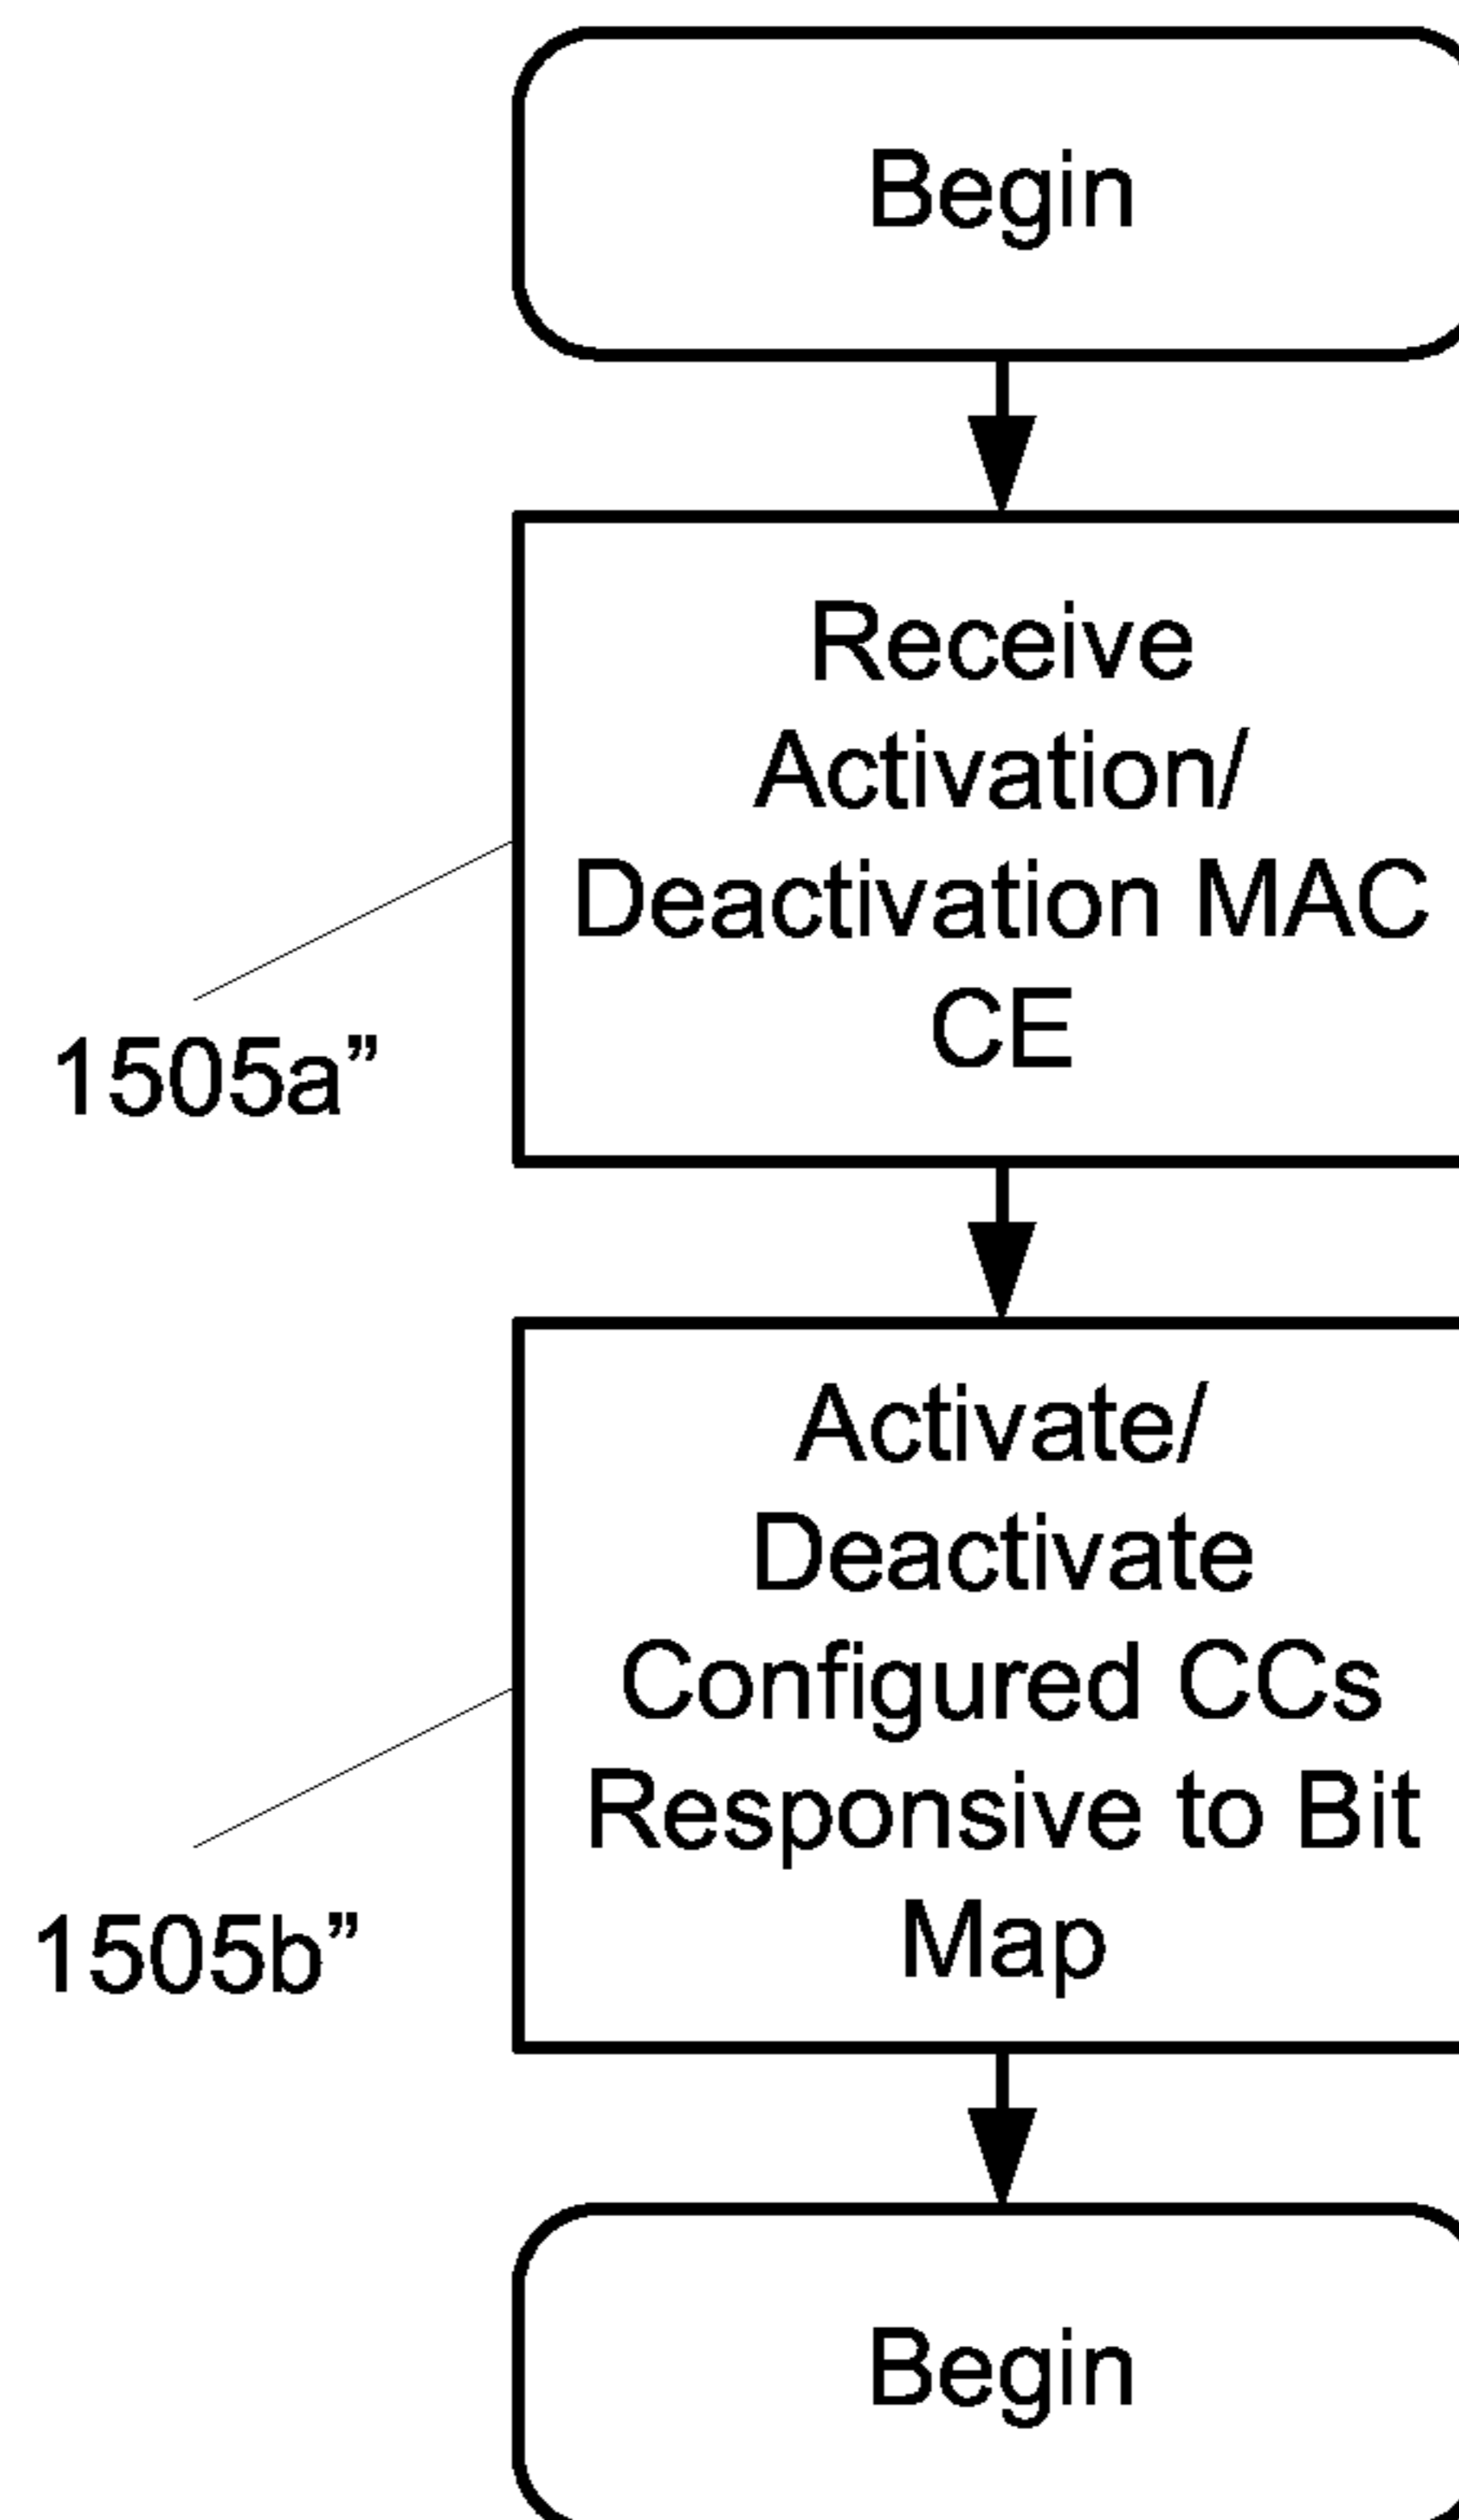 Begin
Receive
Activation/
Deactivation MAC
CE
1505a”
Activate/
Deactivate
Configured CCs
Responsive to Bit
Map
1505b”
Begin